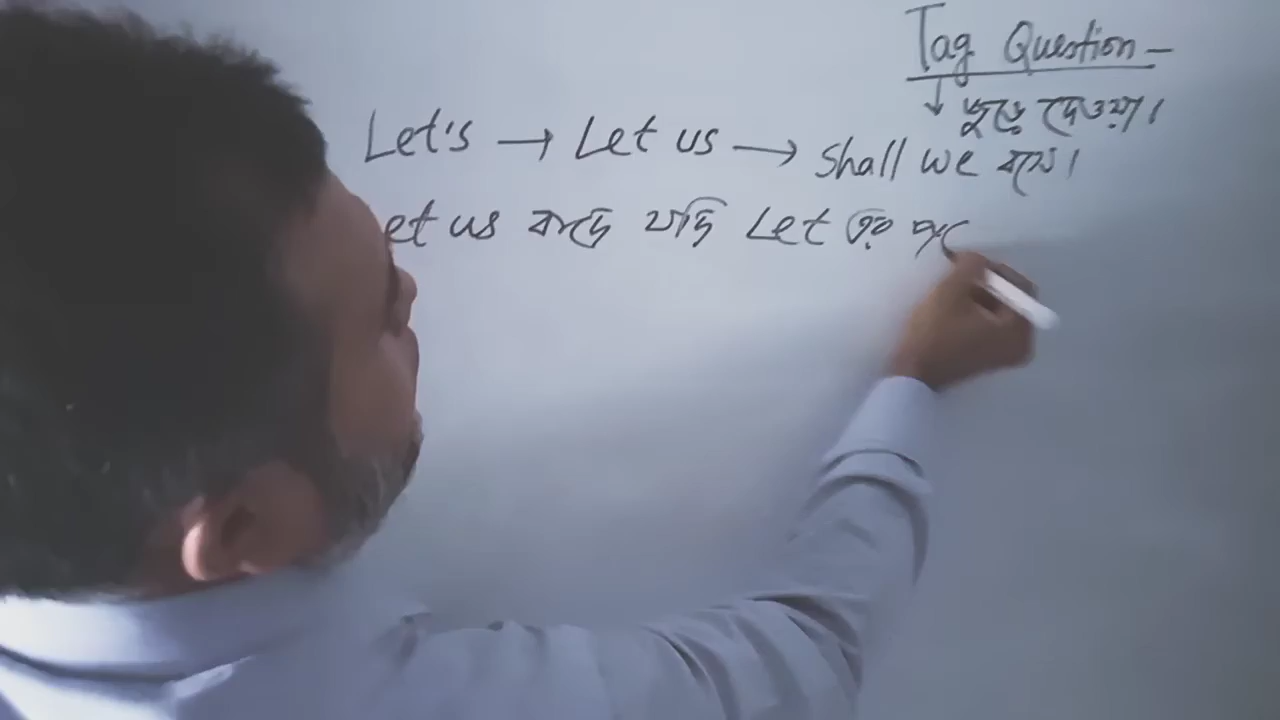 Tag Question –
↓ জুড়ে দেওয়া।
Let's → Let us → Shall we বসে।
et us বাদে যদি Let এর